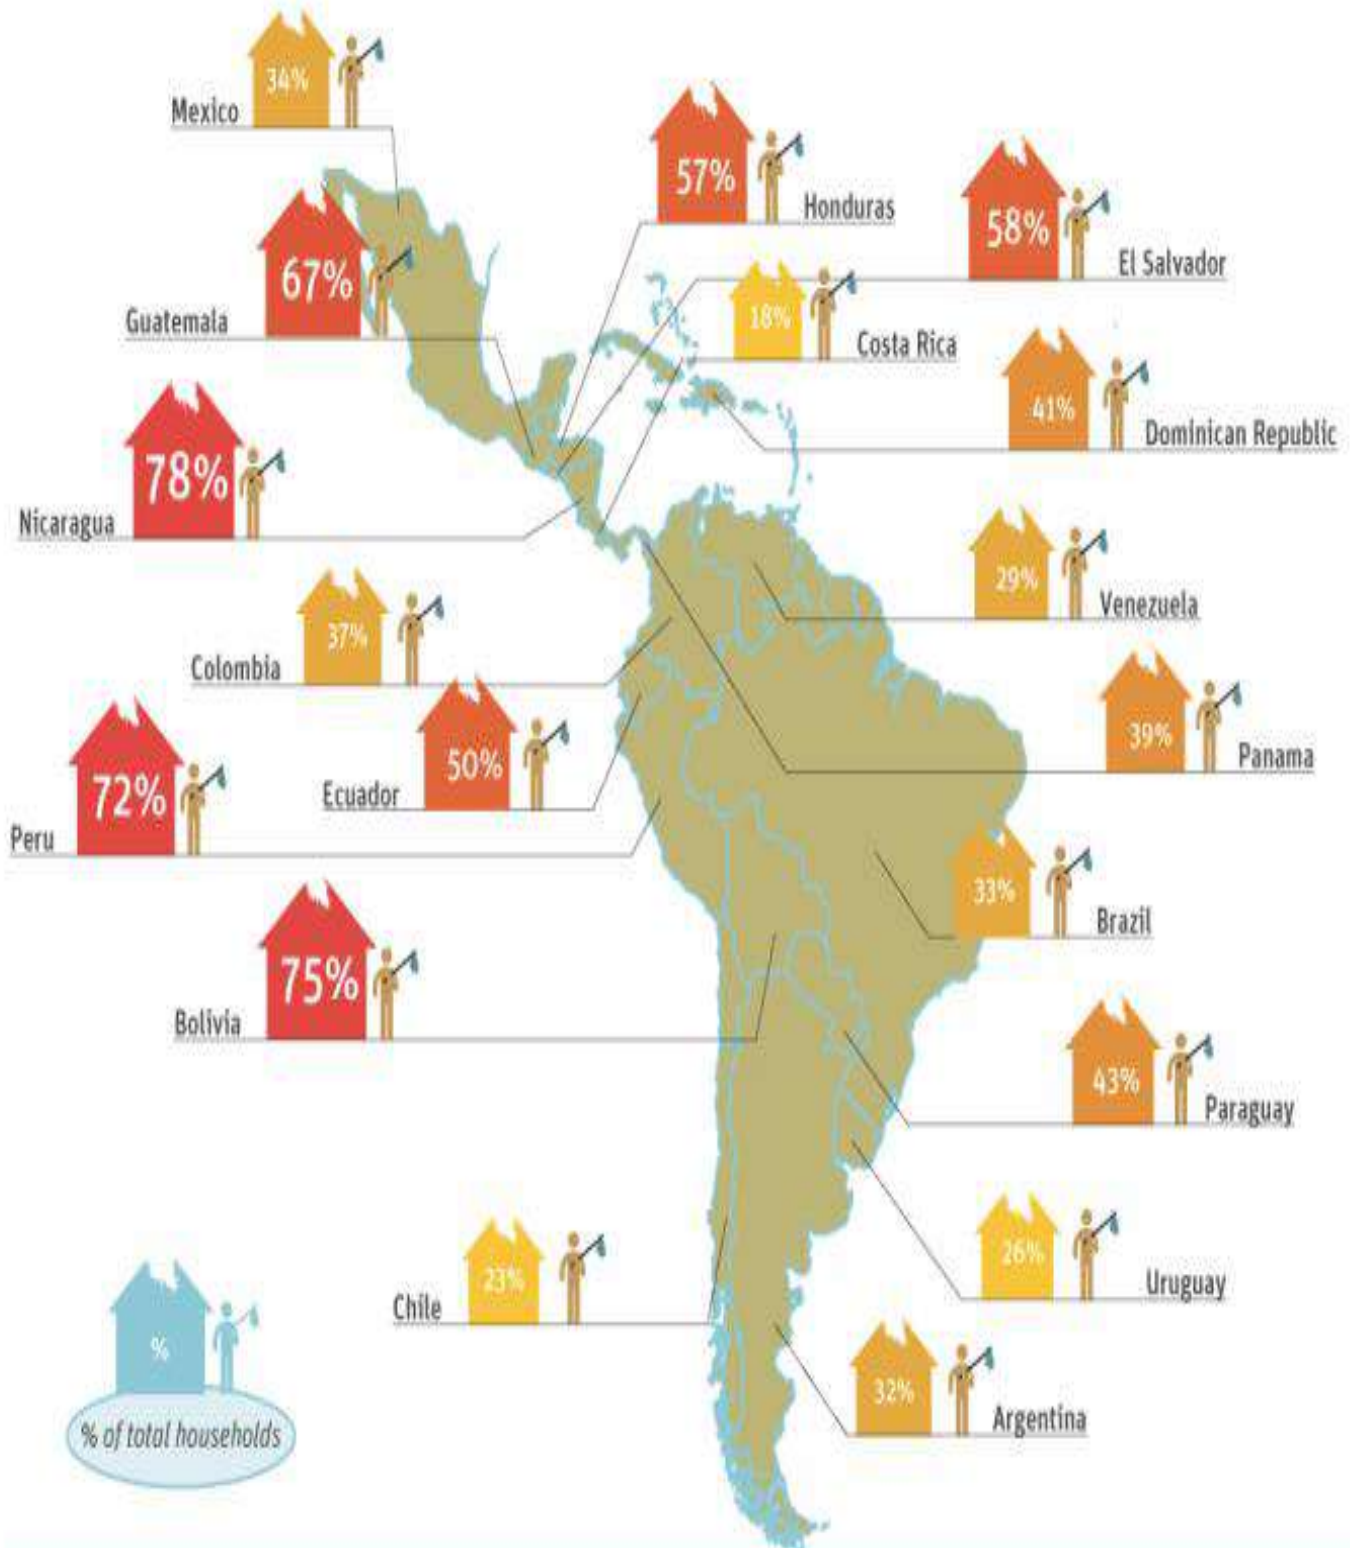 34%
Mexico
57%
Honduras
58%
El Salvador
67%
Guatemala
18%
Costa Rica
41%
Dominican Republic
78%
Nicaragua
29%
Venezuela
37%
Colombia
39%
Panama
50%
Ecuador
72%
Peru
33%
Brazil
75%
Bolivia
43%
Paraguay
26%
Uruguay
23%
Chile
32%
Argentina
%
% of total households